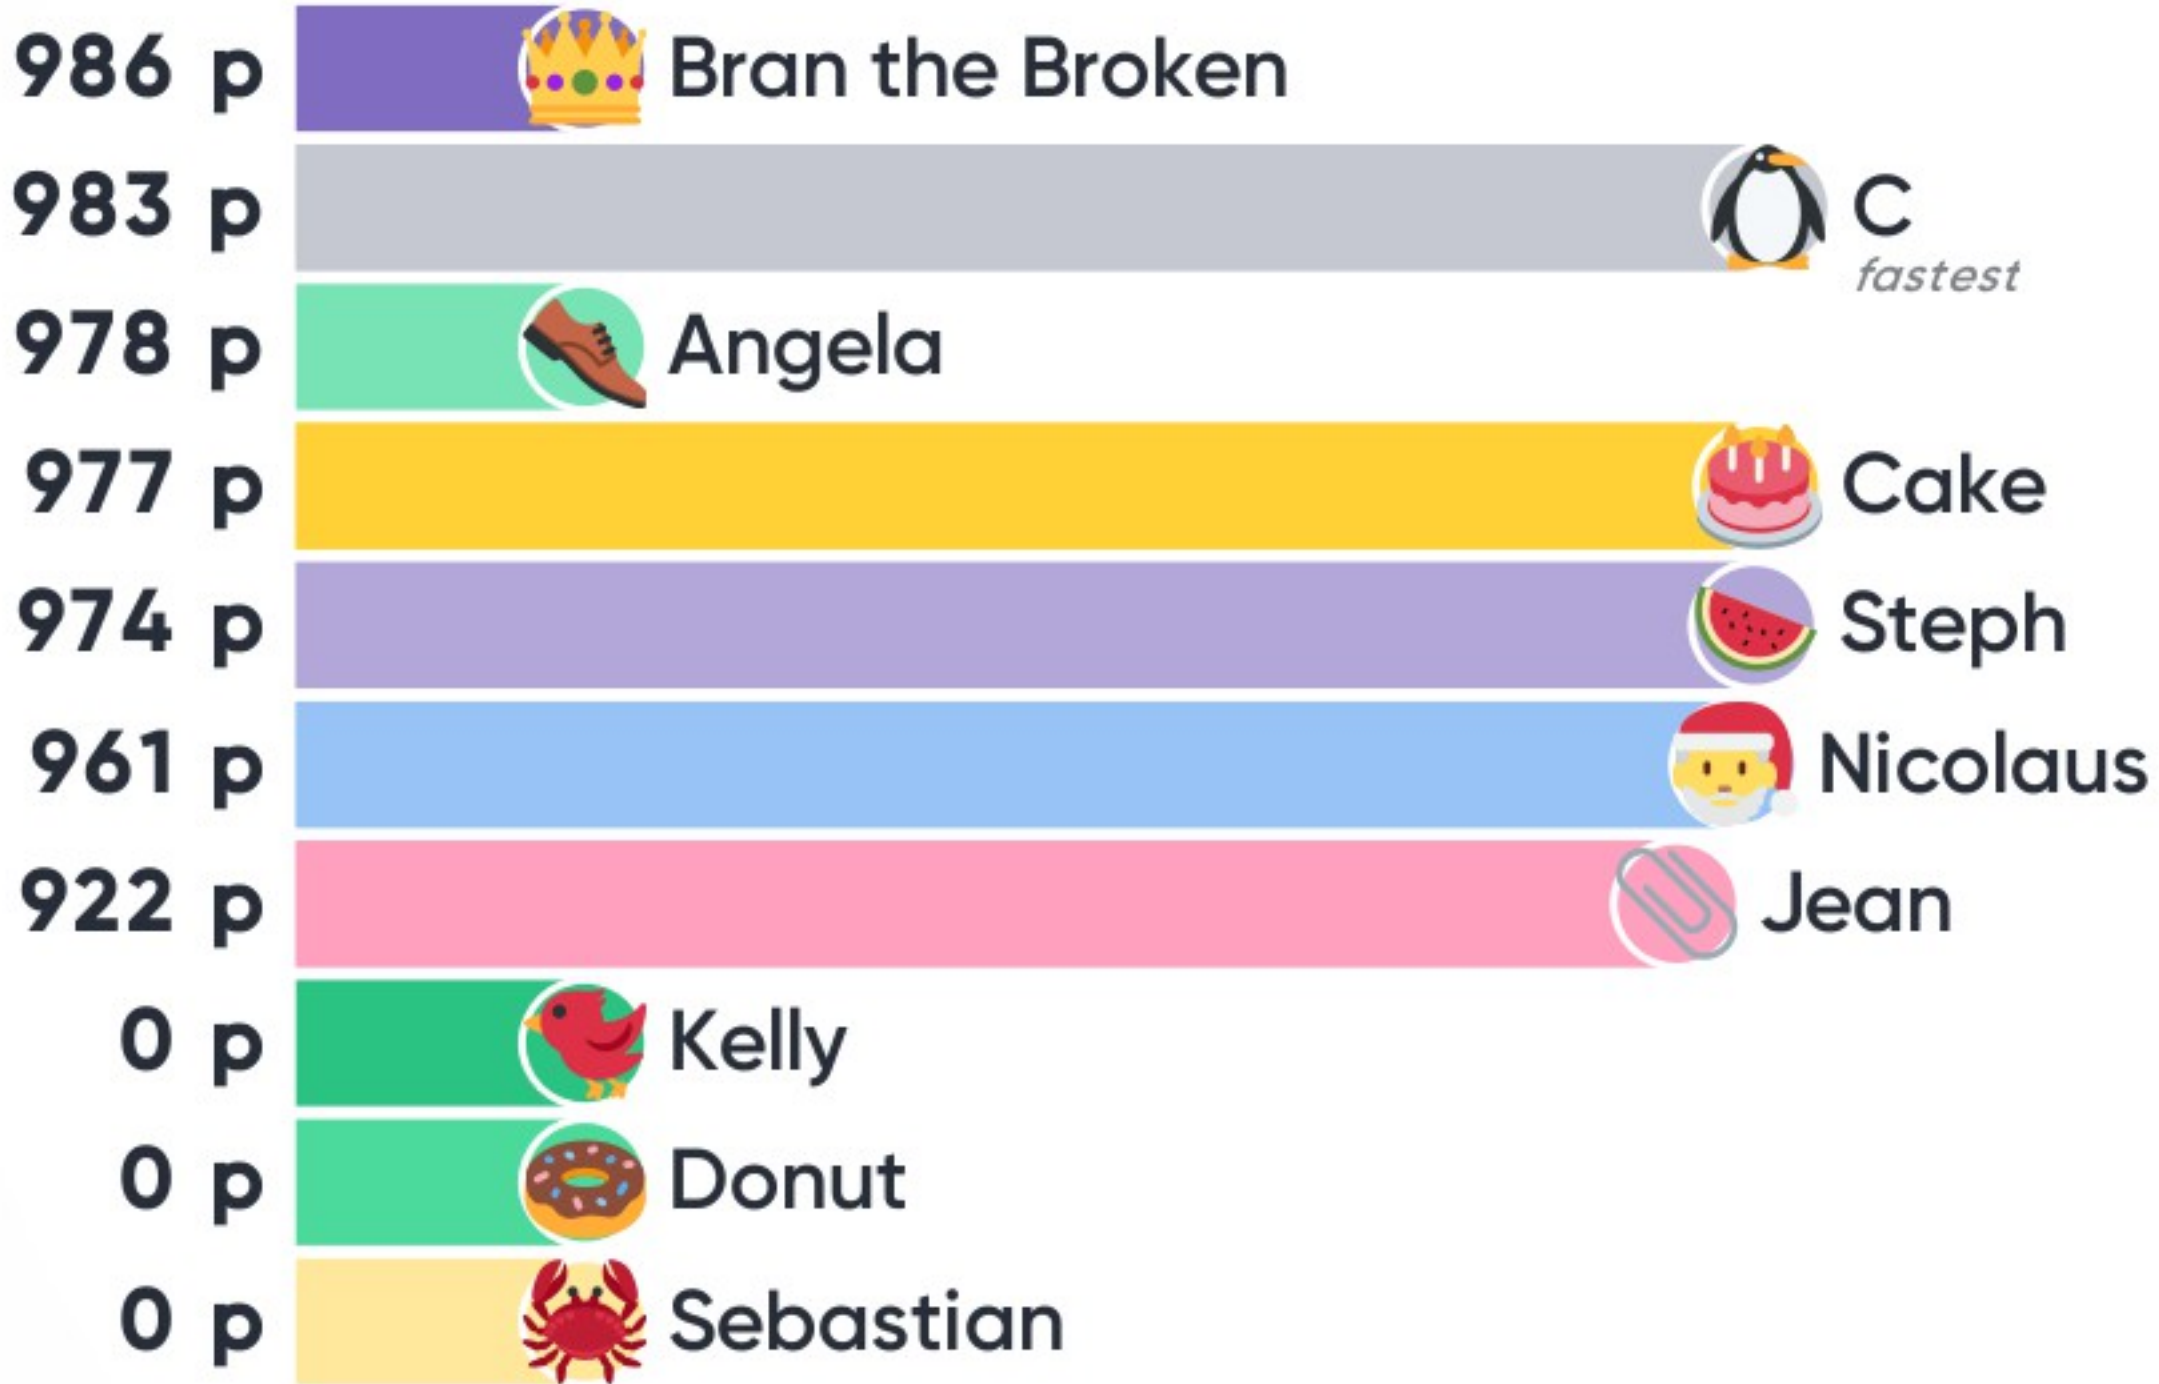 986 p Bran the Broken
983 p C
fastest
978 p Angela
977 p Cake
974 p Steph
961 p Nicolaus
922 p Jean
0 p Kelly
0 p Donut
0 p Sebastian